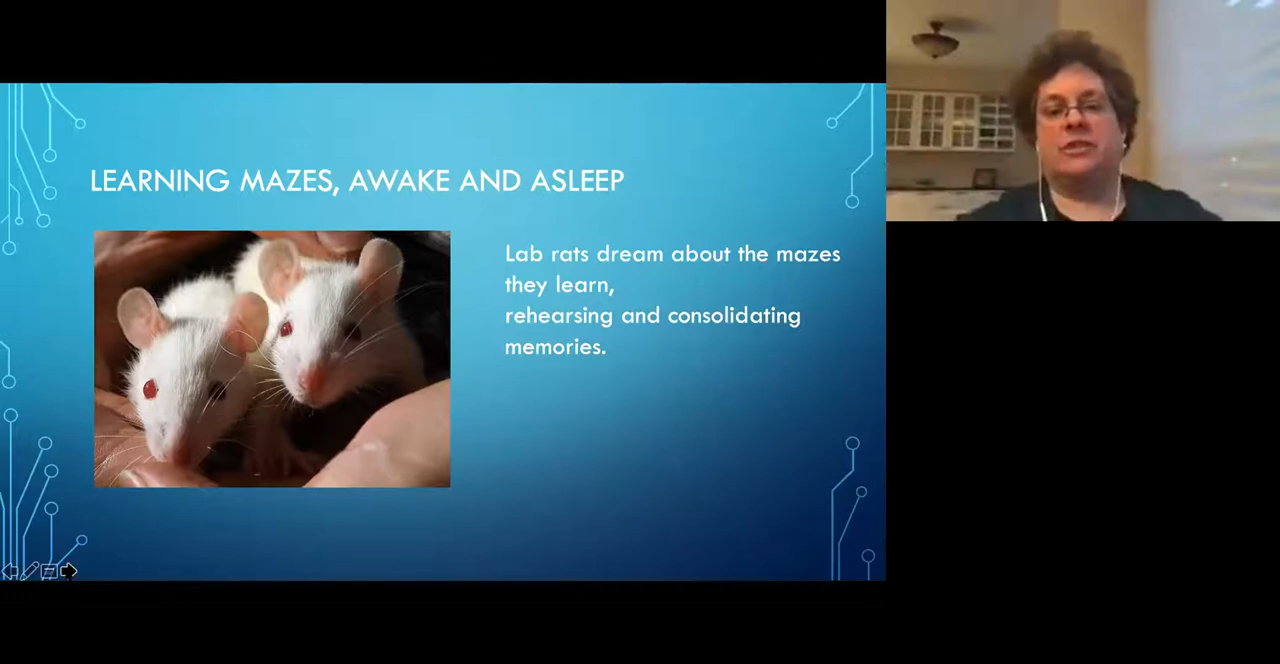 LEARNING MAZES, AWAKE AND ASLEEP
Lab rats dream about the mazes
they learn,
rehearsing and consolidating
memories.